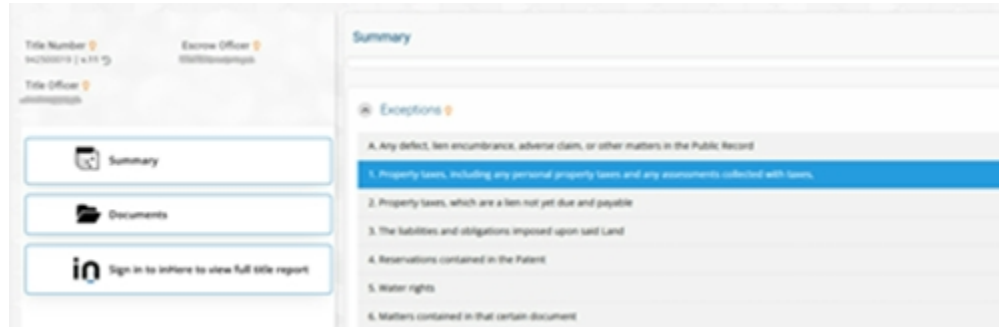 Title Number
Escrow Officer
Title Officer
Summary
Documents
in Sign in to inHere to view full title report
Summary
Exceptions
A. Any defect, lien encumbrance, adverse claim, or other matters in the Public Record
1. Property taxes, including any personal property taxes and any assessments collected with taxes,
2. Property taxes, which are a lien not yet due and payable
3. The liabilities and obligations imposed upon said Land
4. Reservations contained in the Patent
5. Water rights
6. Matters contained in that certain document